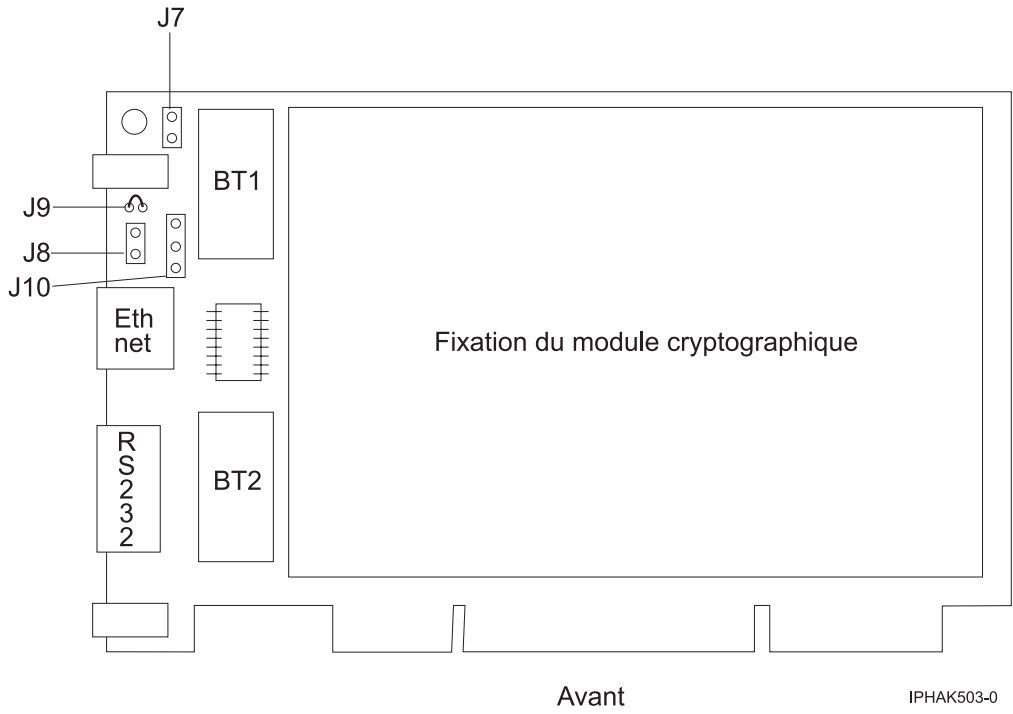 J7
BT1
J9
J8
J10
Eth
net
Fixation du module cryptographique
R
S
2
3
2
BT2
Avant
IPHAK503-0